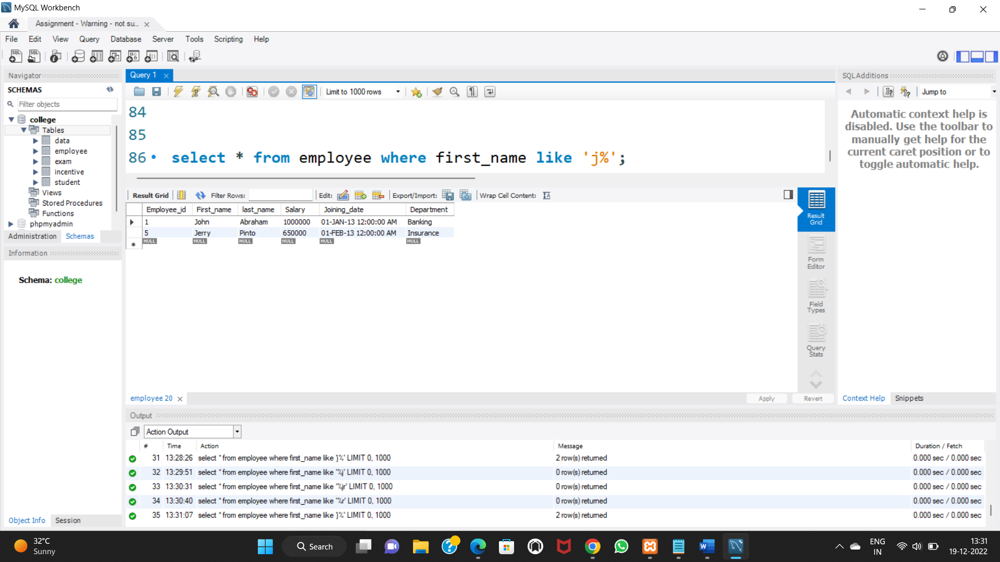 MySQL Workbench
Assignment - Warning - not su...
File Edit View Query Database Server Tools Scripting Help
Navigator
SCHEMAS
Filter objects
college
Tables
data
employee
exam
incentive
student
Views
Stored Procedures
Functions
phpmyadmin
Administration Schemas
Information
Schema: college
Object Info Session
Query 1
Limit to 1000 rows
84
85
86 select * from employee where first_name like 'j%';
Result Grid Filter Rows: Edit: Export/Import: Wrap Cell Content:
Employee_id First_name last_name Salary Joining_date Department
1 John Abraham 1000000 01-JAN-13 12:00:00 AM Banking
5 Jerry Pinto 650000 01-FEB-13 12:00:00 AM Insurance
NULL NULL NULL NULL NULL NULL
Result
Grid
Form
Editor
Field
Types
Query
Stats
employee 20 Apply Revert
SQLAdditions
Jump to
Automatic context help is
disabled. Use the toolbar to
manually get help for the
current caret position or to
toggle automatic help.
Context Help Snippets
Output
Action Output
# Time Action Message Duration / Fetch
31 13:28:26 select * from employee where first_name like 'j%' LIMIT 0, 1000 2 row(s) returned 0.000 sec / 0.000 sec
32 13:29:51 select * from employee where first_name like '%j' LIMIT 0, 1000 0 row(s) returned 0.000 sec / 0.000 sec
33 13:30:31 select * from employee where first_name like '%jr' LIMIT 0, 1000 0 row(s) returned 0.000 sec / 0.000 sec
34 13:30:40 select * from employee where first_name like '%r' LIMIT 0, 1000 0 row(s) returned 0.000 sec / 0.000 sec
35 13:31:07 select * from employee where first_name like 'j%' LIMIT 0, 1000 2 row(s) returned 0.000 sec / 0.000 sec
32°C
Sunny
Search
ENG
IN
13:31
19-12-2022